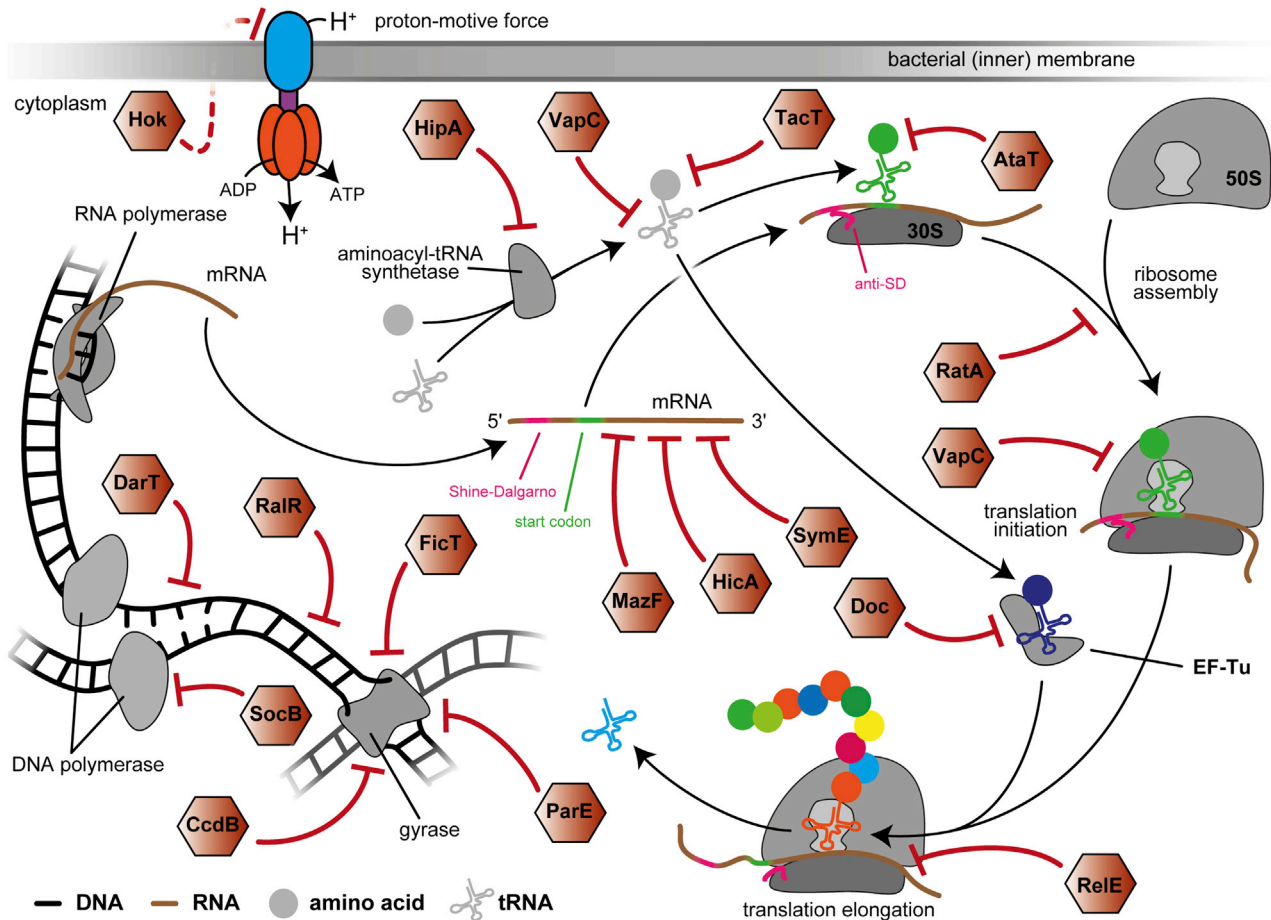 H⁺
proton-motive force
bacterial (inner) membrane
cytoplasm
Hok
HipA
VapC
TacT
AtaT
50S
ADP
ATP
H⁺
RNA polymerase
mRNA
aminoacyl-tRNA
synthetase
30S
anti-SD
ribosome
assembly
RatA
5'
mRNA
3'
Shine-Dalgarno
start codon
VapC
translation
initiation
DarT
RalR
FicT
MazF
HicA
SymE
Doc
EF-Tu
SocB
DNA polymerase
CcdB
gyrase
ParE
RelE
translation elongation
DNA
RNA
amino acid
tRNA